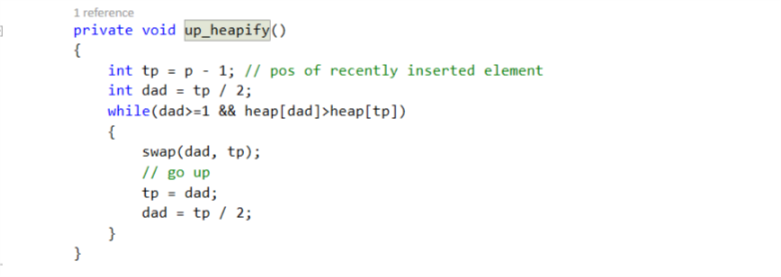 1 reference
private void up_heapify()
{
int tp = p - 1; // pos of recently inserted element
int dad = tp / 2;
while(dad>=1 && heap[dad]>heap[tp])
{
swap(dad, tp);
// go up
tp = dad;
dad = tp / 2;
}
}